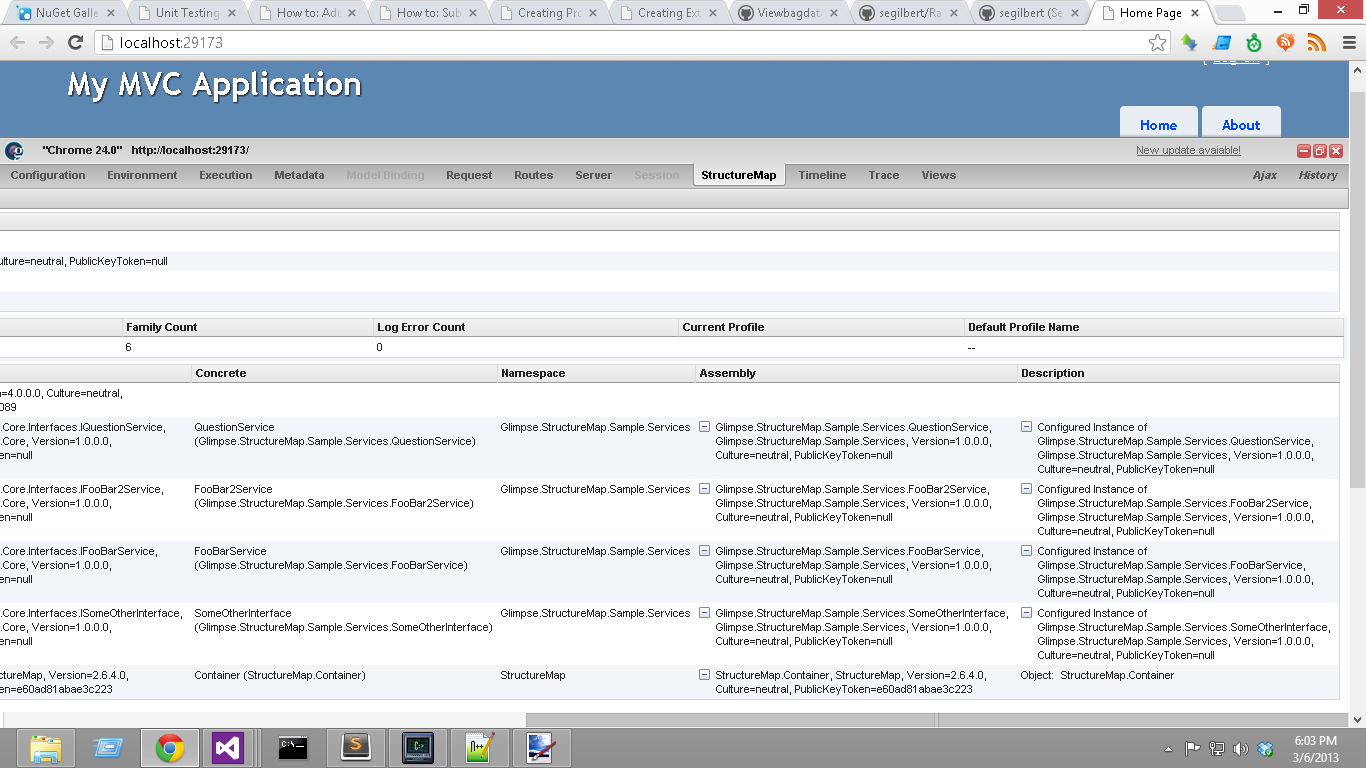 NuGet Galle
Unit Testing
How to: Add
How to: Sub
Creating Pro
Creating Ext
Viewbagdat
segilbert/Ra
segilbert (Se
Home Page
localhost:29173
My MVC Application
Home
About
"Chrome 24.0" http://localhost:29173/
New update avaiable!
Configuration Environment Execution Metadata Model Binding Request Routes Server Session StructureMap Timeline Trace Views Ajax History
ulture=neutral, PublicKeyToken=null
Family Count Log Error Count Current Profile Default Profile Name
6 0 --
Concrete Namespace Assembly Description
n=4.0.0.0, Culture=neutral,
089
.Core.Interfaces.IQuestionService,
.Core, Version=1.0.0.0,
en=null
QuestionService
(Glimpse.StructureMap.Sample.Services.QuestionService)
Glimpse.StructureMap.Sample.Services
Glimpse.StructureMap.Sample.Services.QuestionService,
Glimpse.StructureMap.Sample.Services, Version=1.0.0.0,
Culture=neutral, PublicKeyToken=null
Configured Instance of
Glimpse.StructureMap.Sample.Services.QuestionService,
Glimpse.StructureMap.Sample.Services, Version=1.0.0.0,
Culture=neutral, PublicKeyToken=null
.Core.Interfaces.IFooBar2Service,
.Core, Version=1.0.0.0,
en=null
FooBar2Service
(Glimpse.StructureMap.Sample.Services.FooBar2Service)
Glimpse.StructureMap.Sample.Services
Glimpse.StructureMap.Sample.Services.FooBar2Service,
Glimpse.StructureMap.Sample.Services, Version=1.0.0.0,
Culture=neutral, PublicKeyToken=null
Configured Instance of
Glimpse.StructureMap.Sample.Services.FooBar2Service,
Glimpse.StructureMap.Sample.Services, Version=1.0.0.0,
Culture=neutral, PublicKeyToken=null
.Core.Interfaces.IFooBarService,
.Core, Version=1.0.0.0,
en=null
FooBarService
(Glimpse.StructureMap.Sample.Services.FooBarService)
Glimpse.StructureMap.Sample.Services
Glimpse.StructureMap.Sample.Services.FooBarService,
Glimpse.StructureMap.Sample.Services, Version=1.0.0.0,
Culture=neutral, PublicKeyToken=null
Configured Instance of
Glimpse.StructureMap.Sample.Services.FooBarService,
Glimpse.StructureMap.Sample.Services, Version=1.0.0.0,
Culture=neutral, PublicKeyToken=null
.Core.Interfaces.ISomeOtherInterface,
.Core, Version=1.0.0.0,
en=null
SomeOtherInterface
(Glimpse.StructureMap.Sample.Services.SomeOtherInterface)
Glimpse.StructureMap.Sample.Services
Glimpse.StructureMap.Sample.Services.SomeOtherInterface,
Glimpse.StructureMap.Sample.Services, Version=1.0.0.0,
Culture=neutral, PublicKeyToken=null
Configured Instance of
Glimpse.StructureMap.Sample.Services.SomeOtherInterface,
Glimpse.StructureMap.Sample.Services, Version=1.0.0.0,
Culture=neutral, PublicKeyToken=null
uctureMap, Version=2.6.4.0,
en=e60ad81abae3c223
Container (StructureMap.Container)
StructureMap
StructureMap.Container, StructureMap, Version=2.6.4.0,
Culture=neutral, PublicKeyToken=e60ad81abae3c223
Object: StructureMap.Container
6:03 PM
3/6/2013